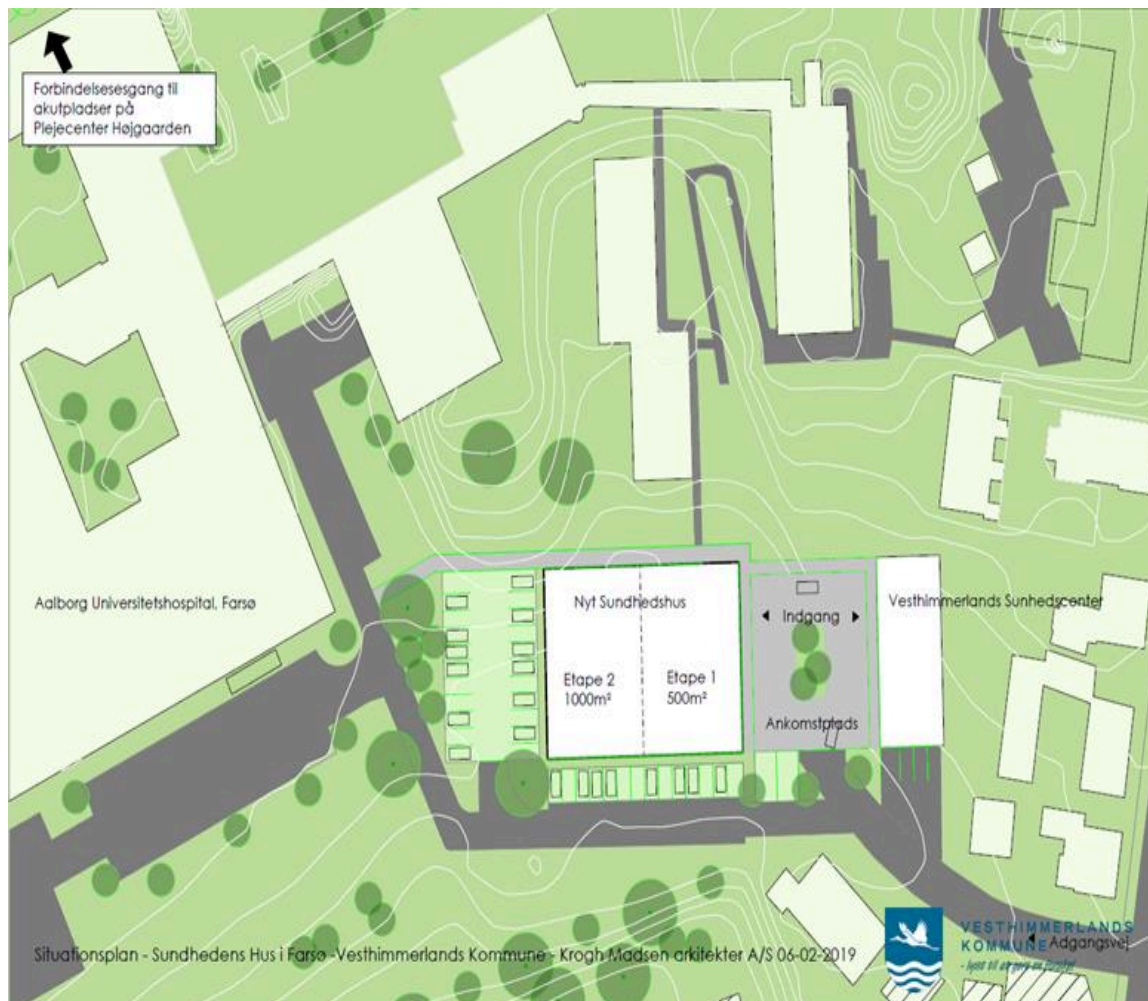 Forbindelsesesgang til
akutpladser på
Plejecenter Højgaarden
Aalborg Universitetshospital, Farsø
Nyt Sundhedshus
Indgang
Vesthimmerlands Sunhedscenter
Etape 2
1000m²
Etape 1
500m²
Ankomstplads
Situationsplan - Sundhedens Hus i Farsø -Vesthimmerlands Kommune - Krogh Madsen arkitekter A/S 06-02-2019
VESTHIMMERLANDS
KOMMUNE
Adgangsvej